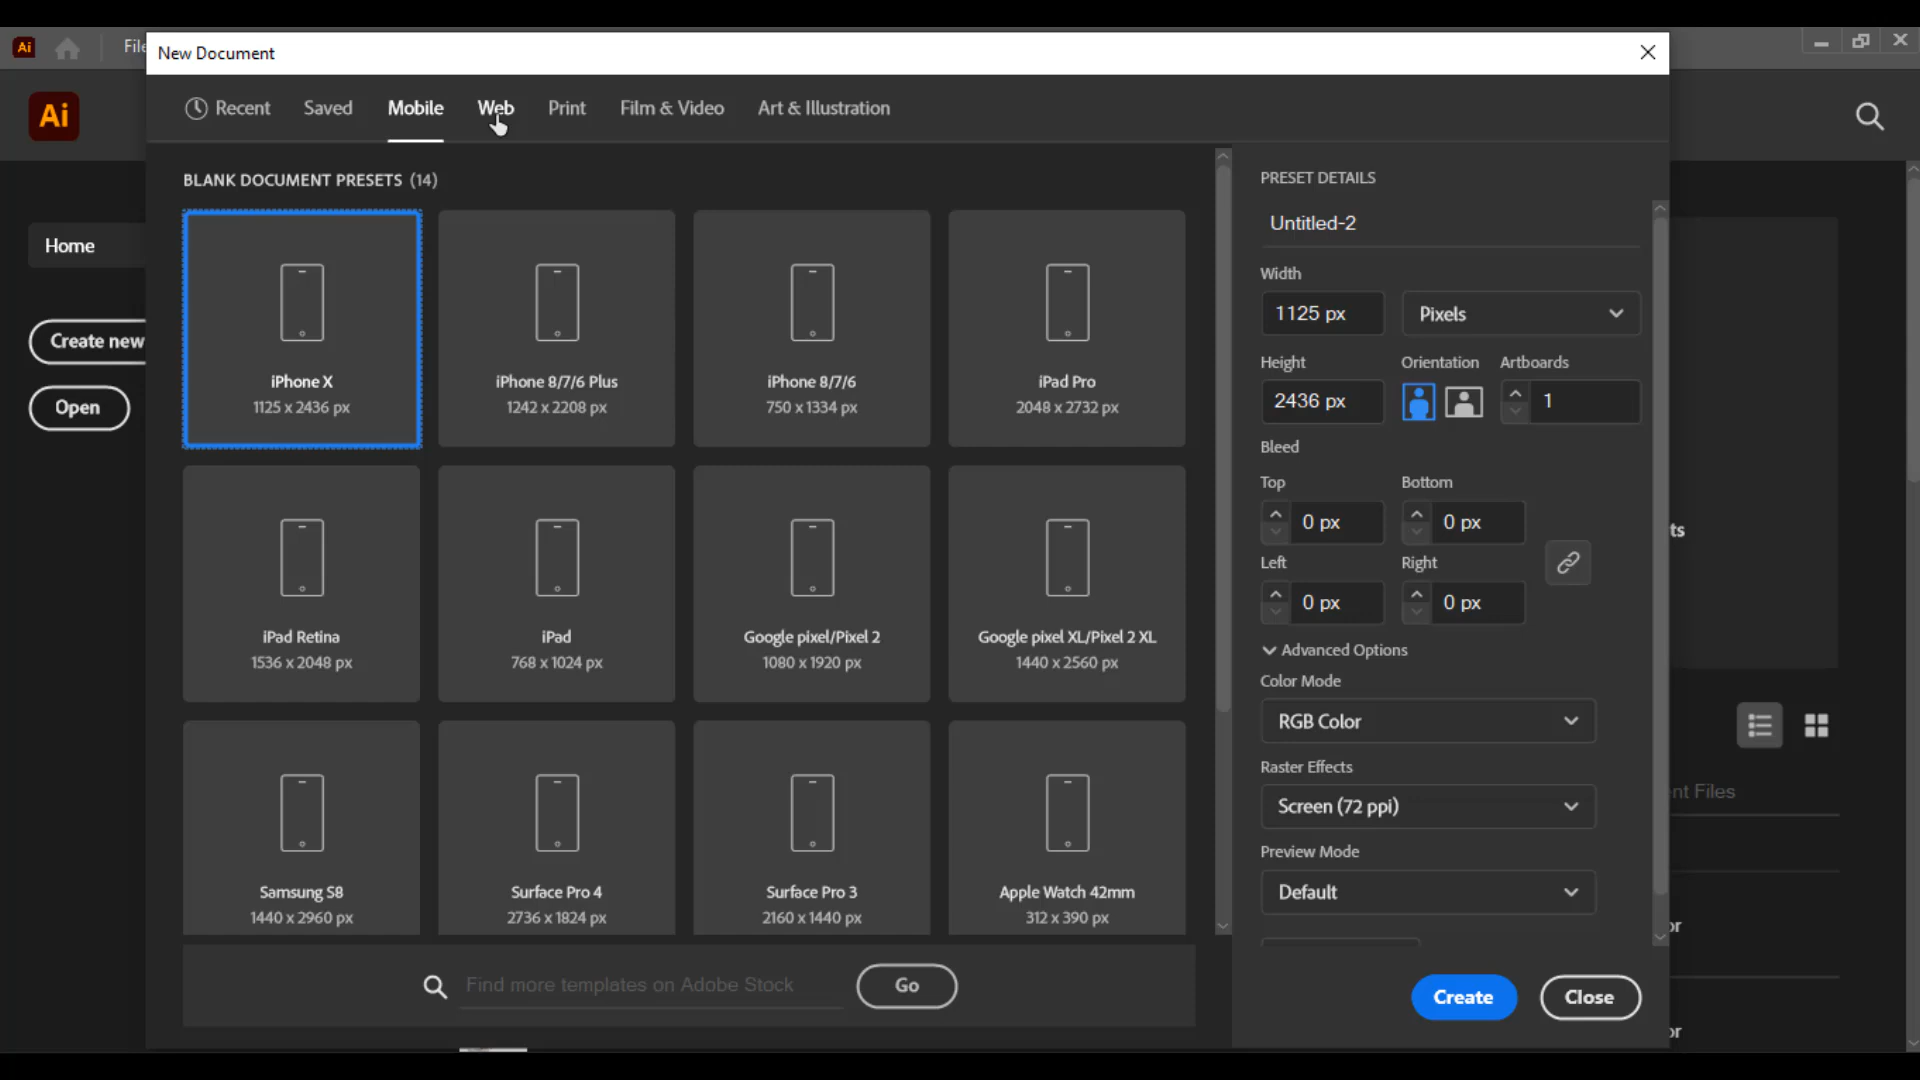 Ai
File
New Document
Ai
Recent
Saved
Mobile
Web
Print
Film & Video
Art & Illustration
Home
Create new
Open
BLANK DOCUMENT PRESETS (14)
iPhone X
1125 x 2436 px
iPhone 8/7/6 Plus
1242 x 2208 px
iPhone 8/7/6
750 x 1334 px
iPad Pro
2048 x 2732 px
iPad Retina
1536 x 2048 px
iPad
768 x 1024 px
Google pixel/Pixel 2
1080 x 1920 px
Google pixel XL/Pixel 2 XL
1440 x 2560 px
Samsung S8
1440 x 2960 px
Surface Pro 4
2736 x 1824 px
Surface Pro 3
2160 x 1440 px
Apple Watch 42mm
312 x 390 px
Find more templates on Adobe Stock
Go
PRESET DETAILS
Untitled-2
Width
1125 px
Pixels
Height
Orientation
Artboards
2436 px
1
Bleed
Top
Bottom
0 px
0 px
Left
Right
0 px
0 px
Advanced Options
Color Mode
RGB Color
Raster Effects
Screen (72 ppi)
Preview Mode
Default
Create
Close
ts
nt Files
or
or